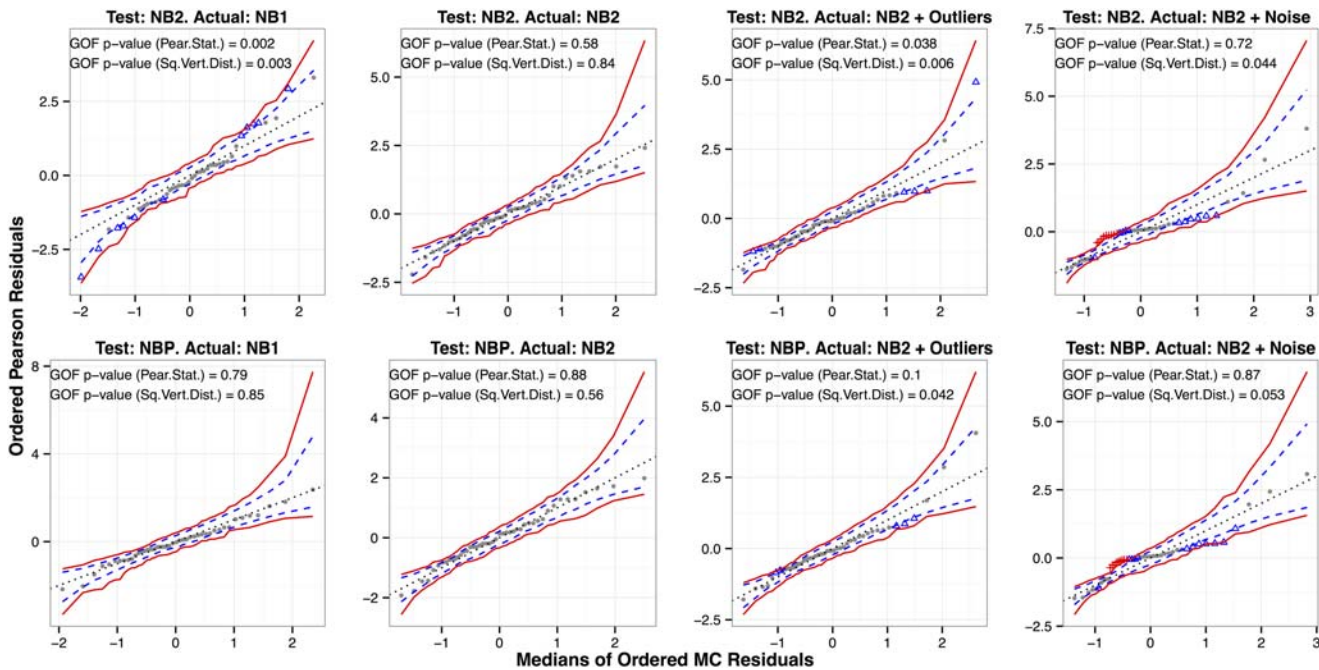 Test: NB2. Actual: NB1
GOF p-value (Pear.Stat.) = 0.002
GOF p-value (Sq.Vert.Dist.) = 0.003
2.5
0.0
−2.5
−2 −1 0 1 2
Test: NB2. Actual: NB2
GOF p-value (Pear.Stat.) = 0.58
GOF p-value (Sq.Vert.Dist.) = 0.84
5.0
2.5
0.0
−2.5
−1 0 1 2
Test: NB2. Actual: NB2 + Outliers
GOF p-value (Pear.Stat.) = 0.038
GOF p-value (Sq.Vert.Dist.) = 0.006
5.0
2.5
0.0
−2.5
−1 0 1 2
Test: NB2. Actual: NB2 + Noise
GOF p-value (Pear.Stat.) = 0.72
GOF p-value (Sq.Vert.Dist.) = 0.044
7.5
5.0
2.5
0.0
−1 0 1 2 3
Ordered Pearson Residuals
Test: NBP. Actual: NB1
GOF p-value (Pear.Stat.) = 0.79
GOF p-value (Sq.Vert.Dist.) = 0.85
8
4
0
−2 −1 0 1 2
Test: NBP. Actual: NB2
GOF p-value (Pear.Stat.) = 0.88
GOF p-value (Sq.Vert.Dist.) = 0.56
4
2
0
−2
−1 0 1 2
Test: NBP. Actual: NB2 + Outliers
GOF p-value (Pear.Stat.) = 0.1
GOF p-value (Sq.Vert.Dist.) = 0.042
5.0
2.5
0.0
−2.5
−1 0 1 2
Test: NBP. Actual: NB2 + Noise
GOF p-value (Pear.Stat.) = 0.87
GOF p-value (Sq.Vert.Dist.) = 0.053
5.0
2.5
0.0
−2.5
−1 0 1 2 3
Medians of Ordered MC Residuals